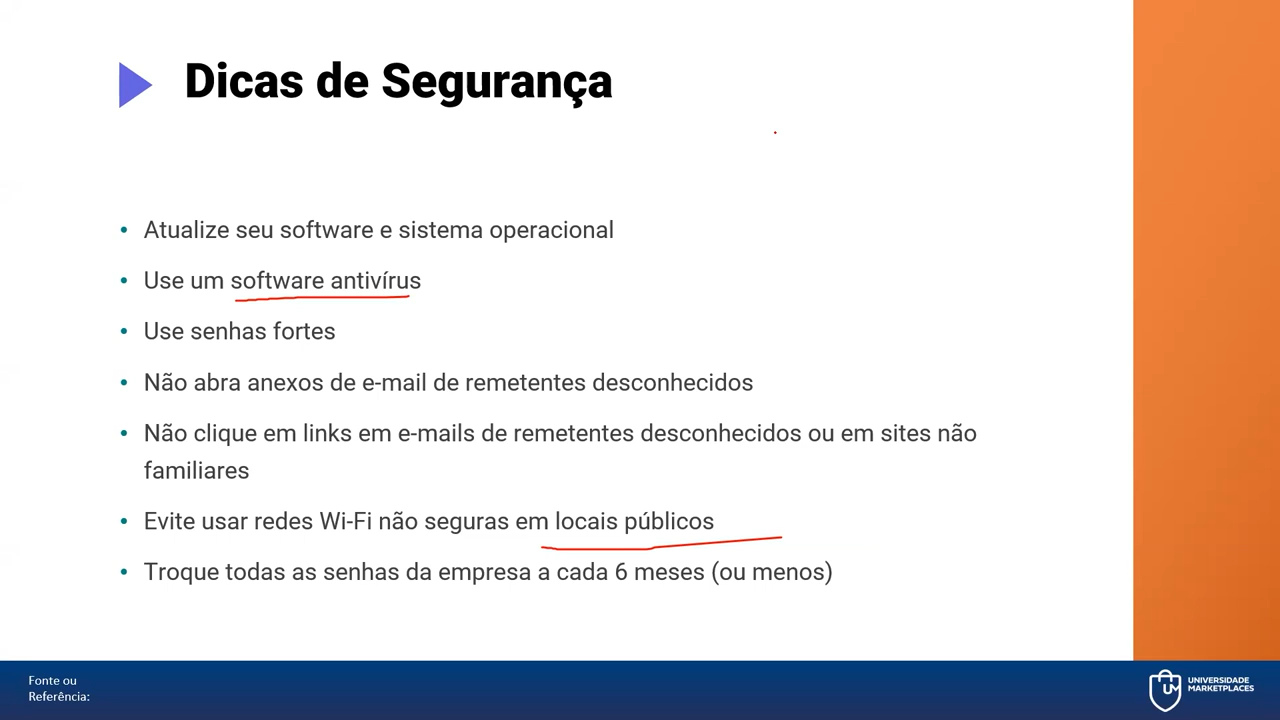 Dicas de Segurança
• Atualize seu software e sistema operacional
• Use um software antivírus
• Use senhas fortes
• Não abra anexos de e-mail de remetentes desconhecidos
• Não clique em links em e-mails de remetentes desconhecidos ou em sites não
familiares
• Evite usar redes Wi-Fi não seguras em locais públicos
• Troque todas as senhas da empresa a cada 6 meses (ou menos)
Fonte ou
Referência:
UM
UNIVERSIDADE
MARKETPLACES